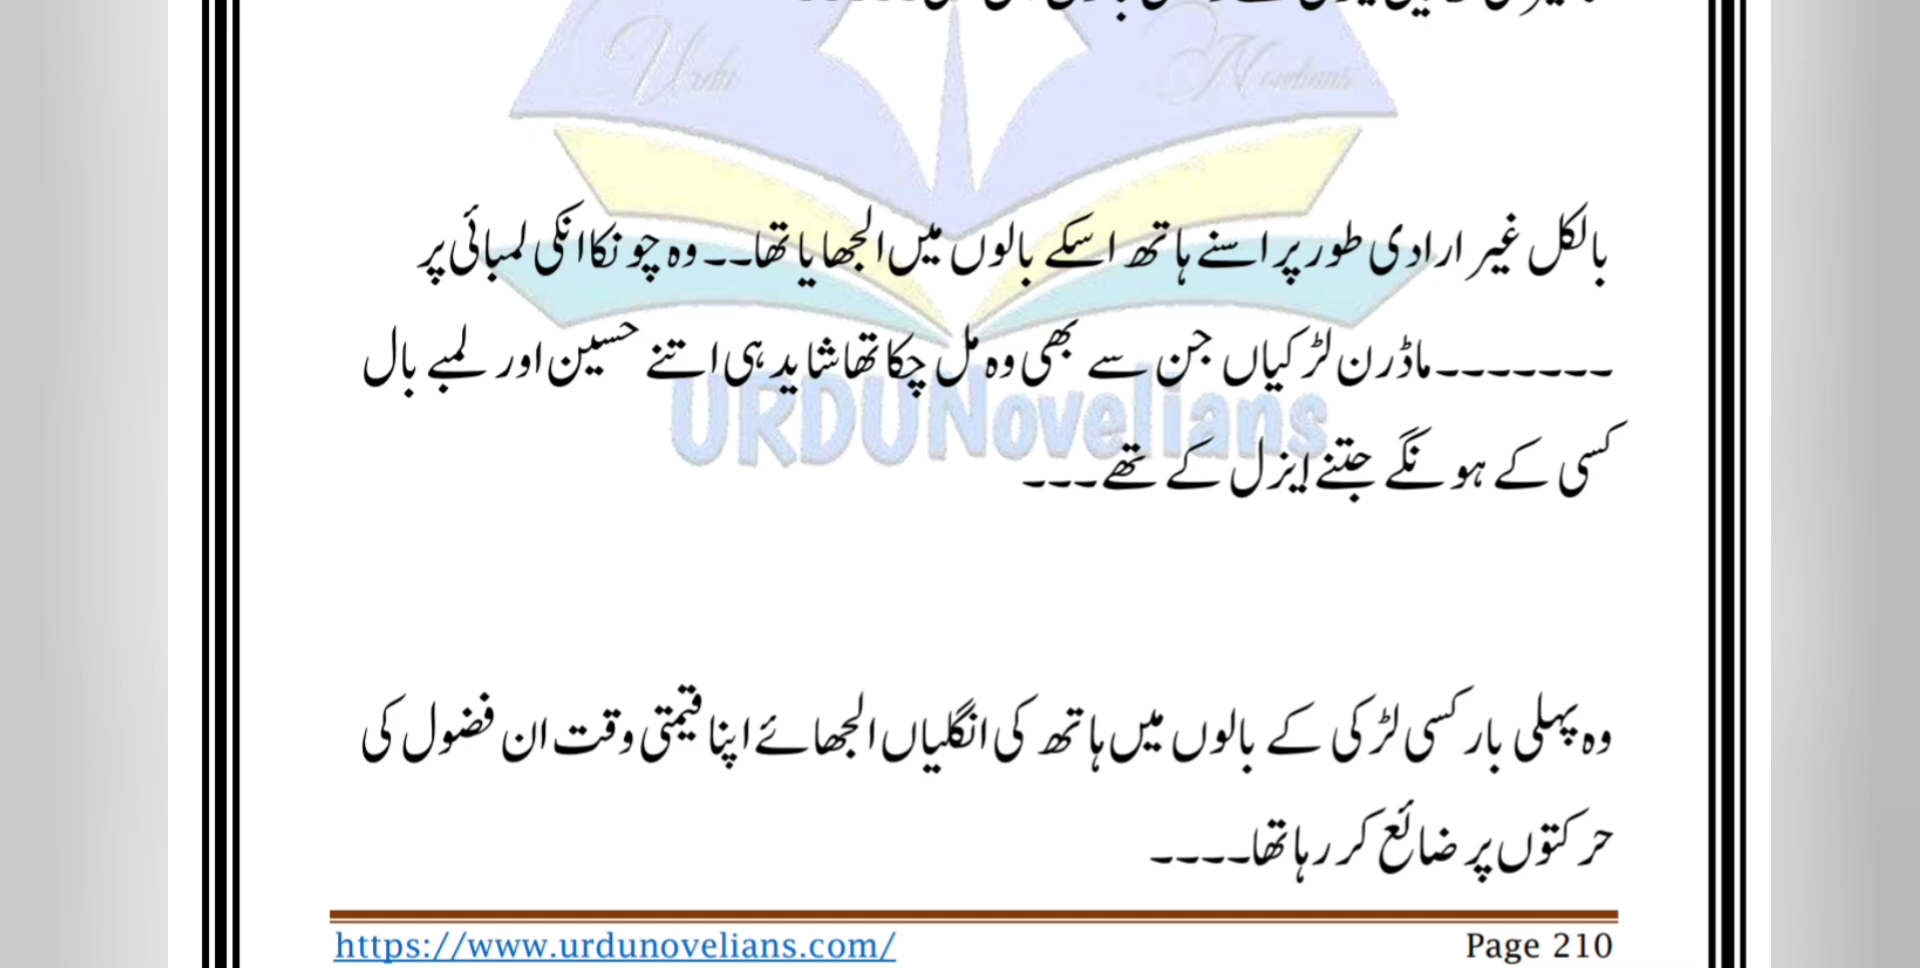 Urdu Novelians
بالکل غیر ارادی طور پر اسنے ہاتھ اسکے بالوں میں الجھایا تھا۔۔ وہ چونکا انکی لمبائی پر
۔۔۔۔۔۔۔ماڈرن لڑکیاں جن سے بھی وہ مل چکا تھا شاید ہی اتنے حسین اور لمبے بال
URDUNovelians
کسی کے ہونگے جتنے ایزل کے تھے۔۔۔
وہ پہلی بار کسی لڑکی کے بالوں میں ہاتھ کی انگلیاں الجھائے اپنا قیمتی وقت ان فضول کی
حرکتوں پر ضائع کر رہا تھا۔۔۔۔
https://www.urdunovelians.com/ Page 210